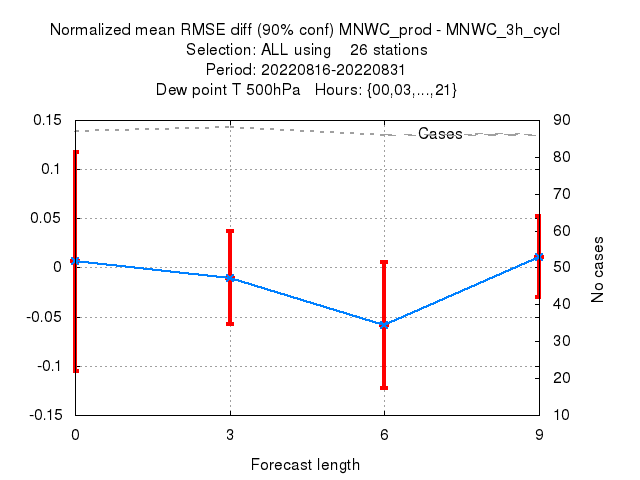 Normalized mean RMSE diff (90% conf) MNWC_prod - MNWC_3h_cycl
Selection: ALL using 26 stations
Period: 20220816-20220831
Dew point T 500hPa Hours: {00,03,...,21}
0.15
0.1
0.05
0
-0.05
-0.1
-0.15
Cases
90
80
70
60
50
40
30
20
10
No cases
0 3 6 9
Forecast length